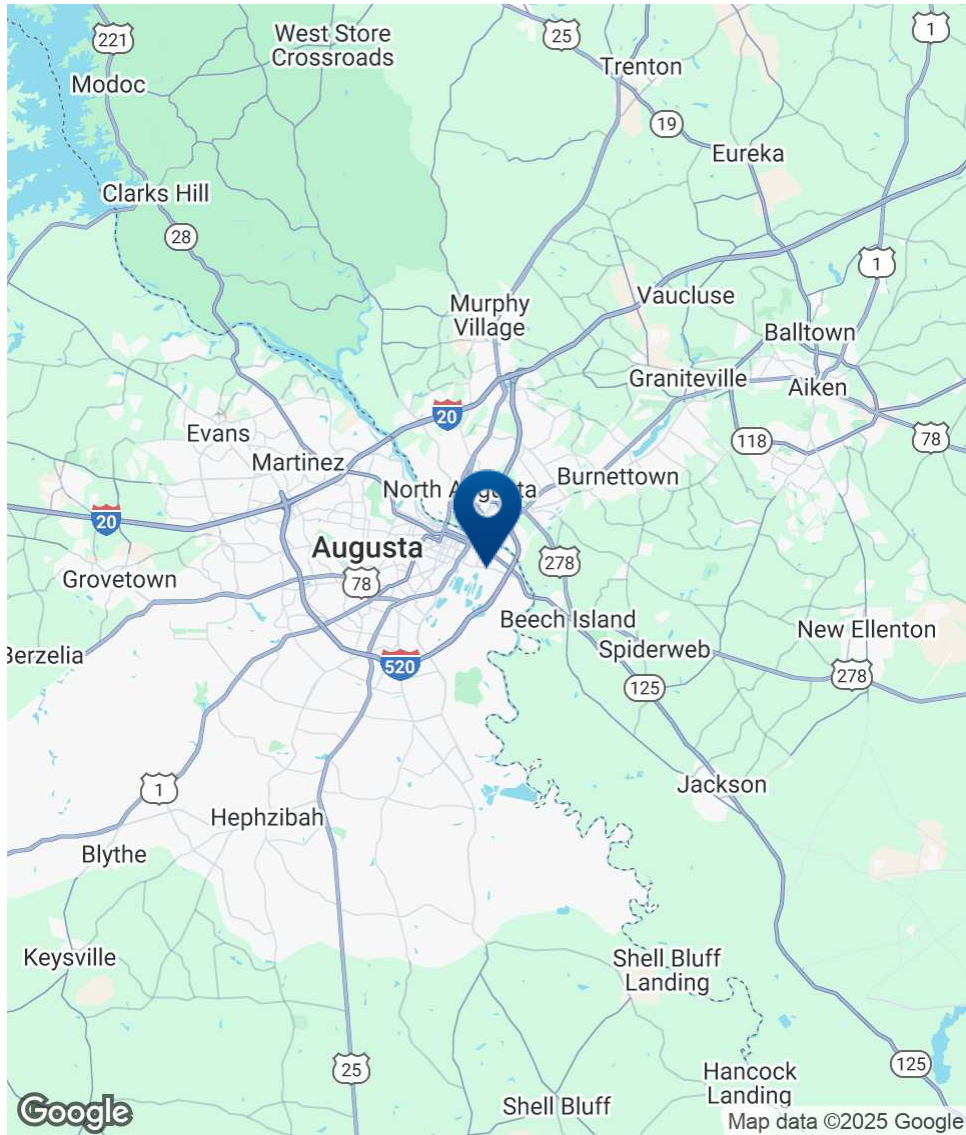 221
West Store
Crossroads
25
1
Modoc
Trenton
19
Eureka
Clarks Hill
28
1
Murphy
Village
Vaucluse
Balltown
Graniteville
Aiken
20
Evans
118
78
Martinez
North Augusta
Burnettown
20
Augusta
278
Grovetown
78
Beech Island
New Ellenton
Berzelia
Spiderweb
520
125
278
Jackson
1
Hephzibah
Blythe
Keysville
Shell Bluff
Landing
25
125
Hancock
Landing
Shell Bluff
Google
Map data ©2025 Google